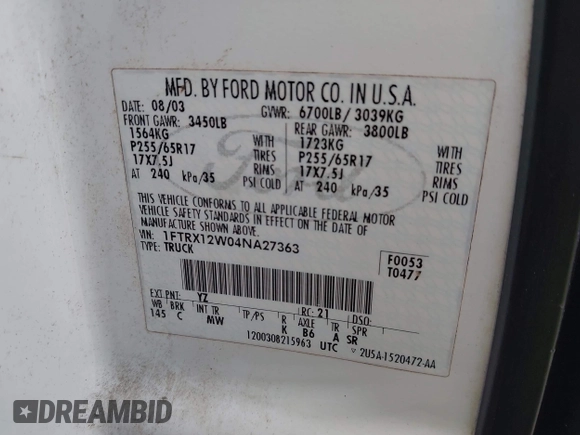 MFD. BY FORD MOTOR CO. IN U.S.A.
DATE: 08/03 GVWR: 6700LB/ 3039KG
FRONT GAWR: 3450LB REAR GAWR: 3800LB
1564KG WITH 1723KG WITH
P255/65R17 TIRES P255/65R17 TIRES
17X7.5J RIMS 17X7.5J RIMS
AT 240 kPa/35 PSI COLD AT 240 kPa/35 PSI COLD
THIS VEHICLE CONFORMS TO ALL APPLICABLE FEDERAL MOTOR
VEHICLE SAFETY STANDARDS IN EFFECT ON THE DATE OF
MANUFACTURE SHOWN ABOVE.
VIN: 1FTRX12W04NA27363
TYPE: TRUCK
F0053
T0477
EXT PNT: YZ RC: 21 DSO:
WB BRK INT TR TP/PS R AXLE TR SPR
145 C MW K B6 A SR
1200308215963 UTC
2U5A-1520472-AA
Ford
DREAMBID